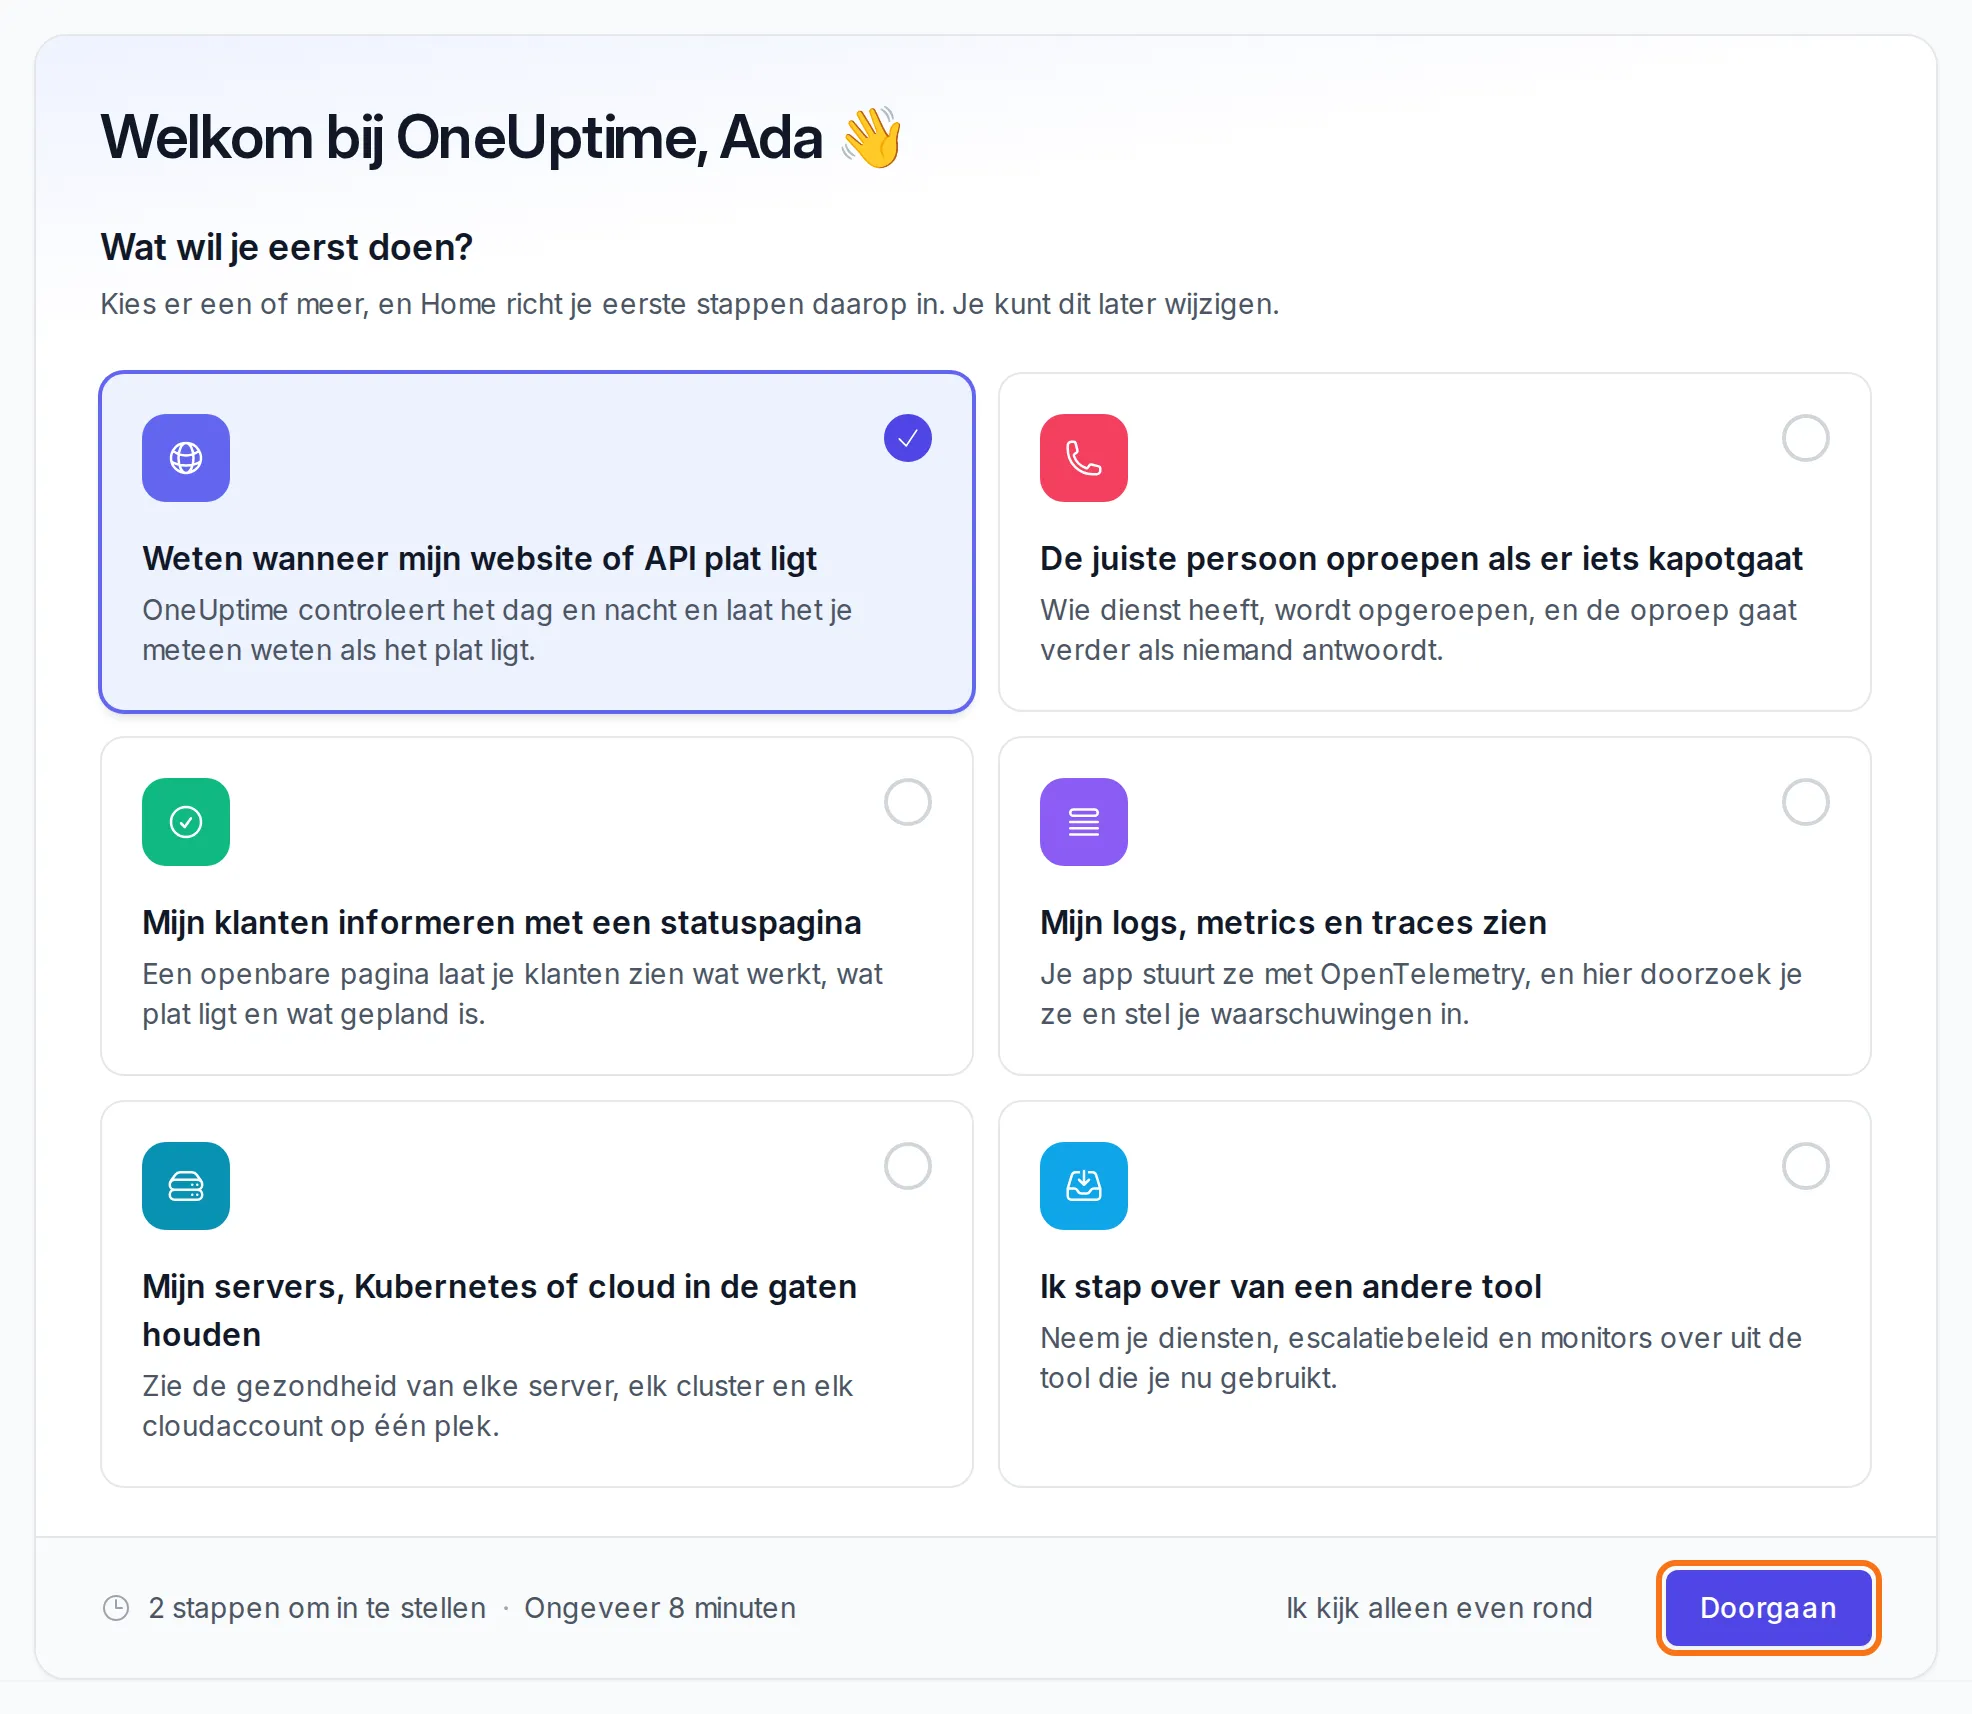 Welkom bij OneUptime, Ada 👋
Wat wil je eerst doen?
Kies er een of meer, en Home richt je eerste stappen daarop in. Je kunt dit later wijzigen.
Weten wanneer mijn website of API plat ligt
OneUptime controleert het dag en nacht en laat het je
meteen weten als het plat ligt.
De juiste persoon oproepen als er iets kapotgaat
Wie dienst heeft, wordt opgeroepen, en de oproep gaat
verder als niemand antwoordt.
Mijn klanten informeren met een statuspagina
Een openbare pagina laat je klanten zien wat werkt, wat
plat ligt en wat gepland is.
Mijn logs, metrics en traces zien
Je app stuurt ze met OpenTelemetry, en hier doorzoek je
ze en stel je waarschuwingen in.
Mijn servers, Kubernetes of cloud in de gaten
houden
Zie de gezondheid van elke server, elk cluster en elk
cloudaccount op één plek.
Ik stap over van een andere tool
Neem je diensten, escalatiebeleid en monitors over uit de
tool die je nu gebruikt.
2 stappen om in te stellen · Ongeveer 8 minuten
Ik kijk alleen even rond
Doorgaan